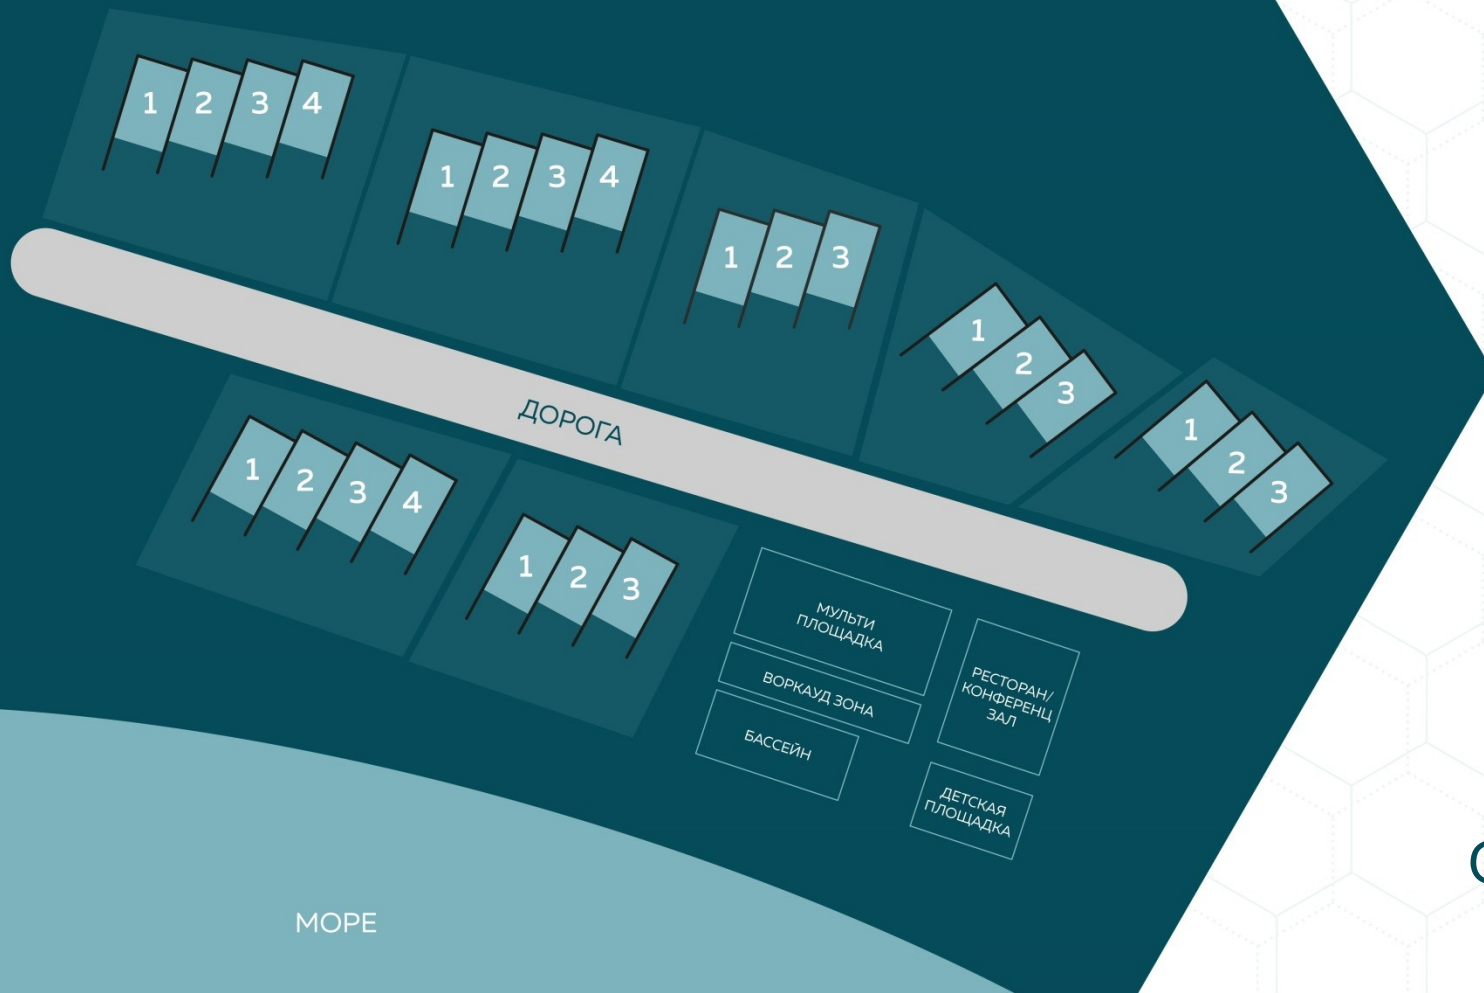 1 2 3 4
1 2 3 4
1 2 3
1
2
3
1
2
3
ДОРОГА
1 2 3 4
1 2 3
МУЛЬТИ
ПЛОЩАДКА
ВОРКАУД ЗОНА
БАССЕЙН
РЕСТОРАН/
КОНФЕРЕНЦ
ЗАЛ
ДЕТСКАЯ
ПЛОЩАДКА
МОРЕ